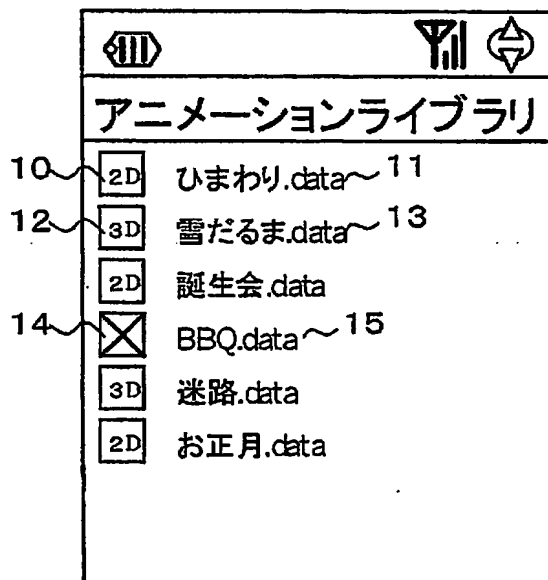 アニメーションライブラリ
10 2D ひまわり.data 11
12 3D 雪だるま.data 13
2D 誕生会.data
14 BBQ.data 15
3D 迷路.data
2D お正月.data